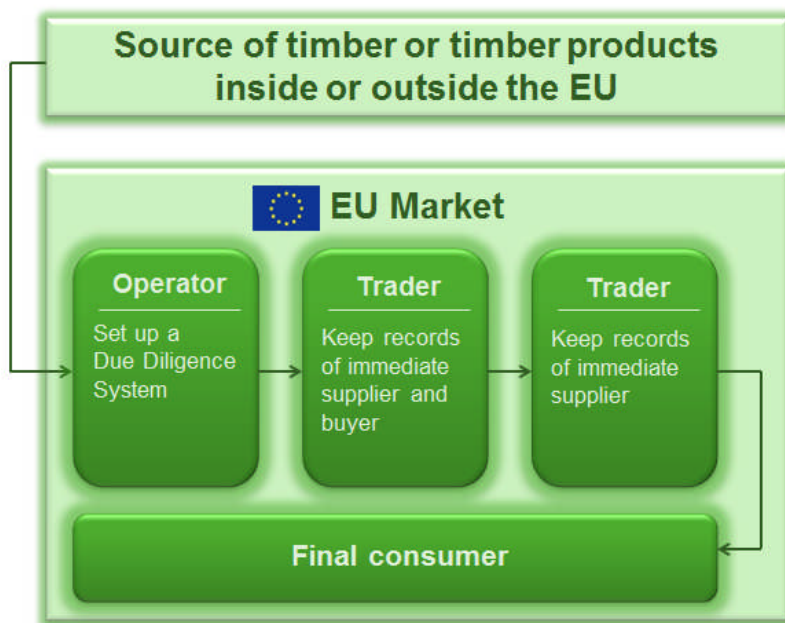 Source of timber or timber products
inside or outside the EU
EU Market
Operator
Set up a
Due Diligence
System
Trader
Keep records
of immediate
supplier and
buyer
Trader
Keep records
of immediate
supplier
Final consumer